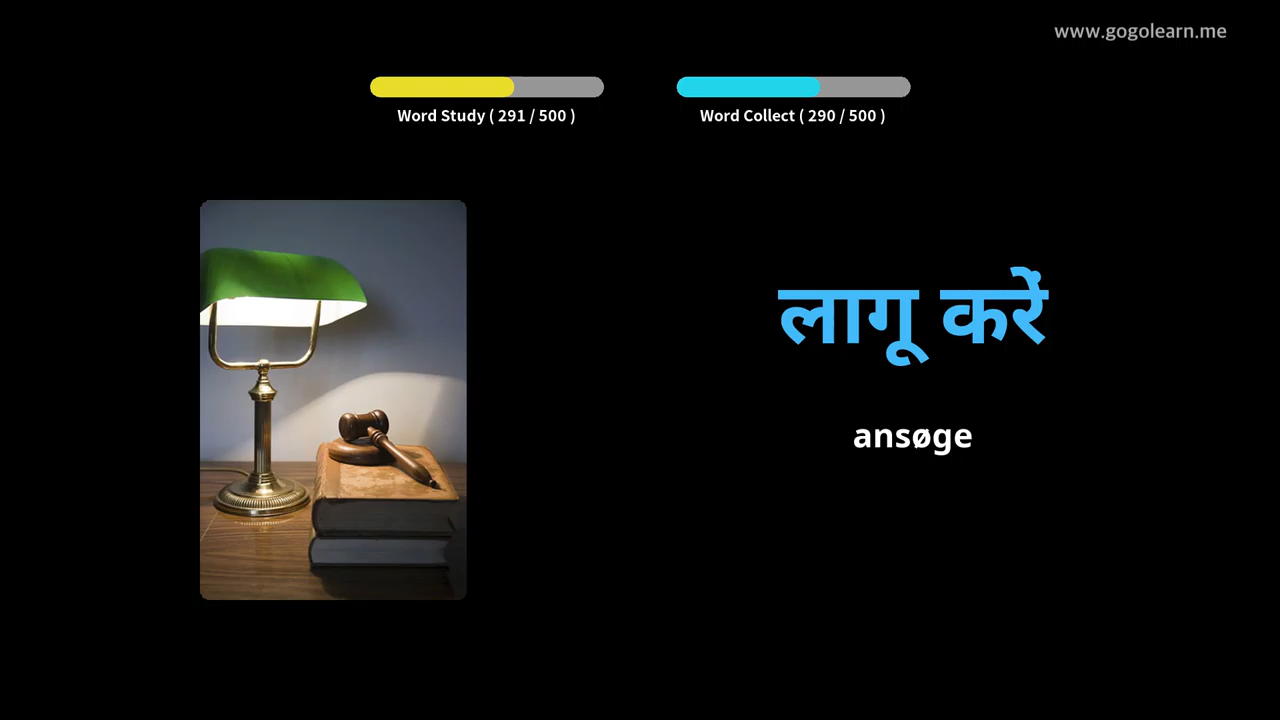 www.gogolearn.me
Word Study ( 291 / 500 )
Word Collect ( 290 / 500 )
लागू करें
ansøge